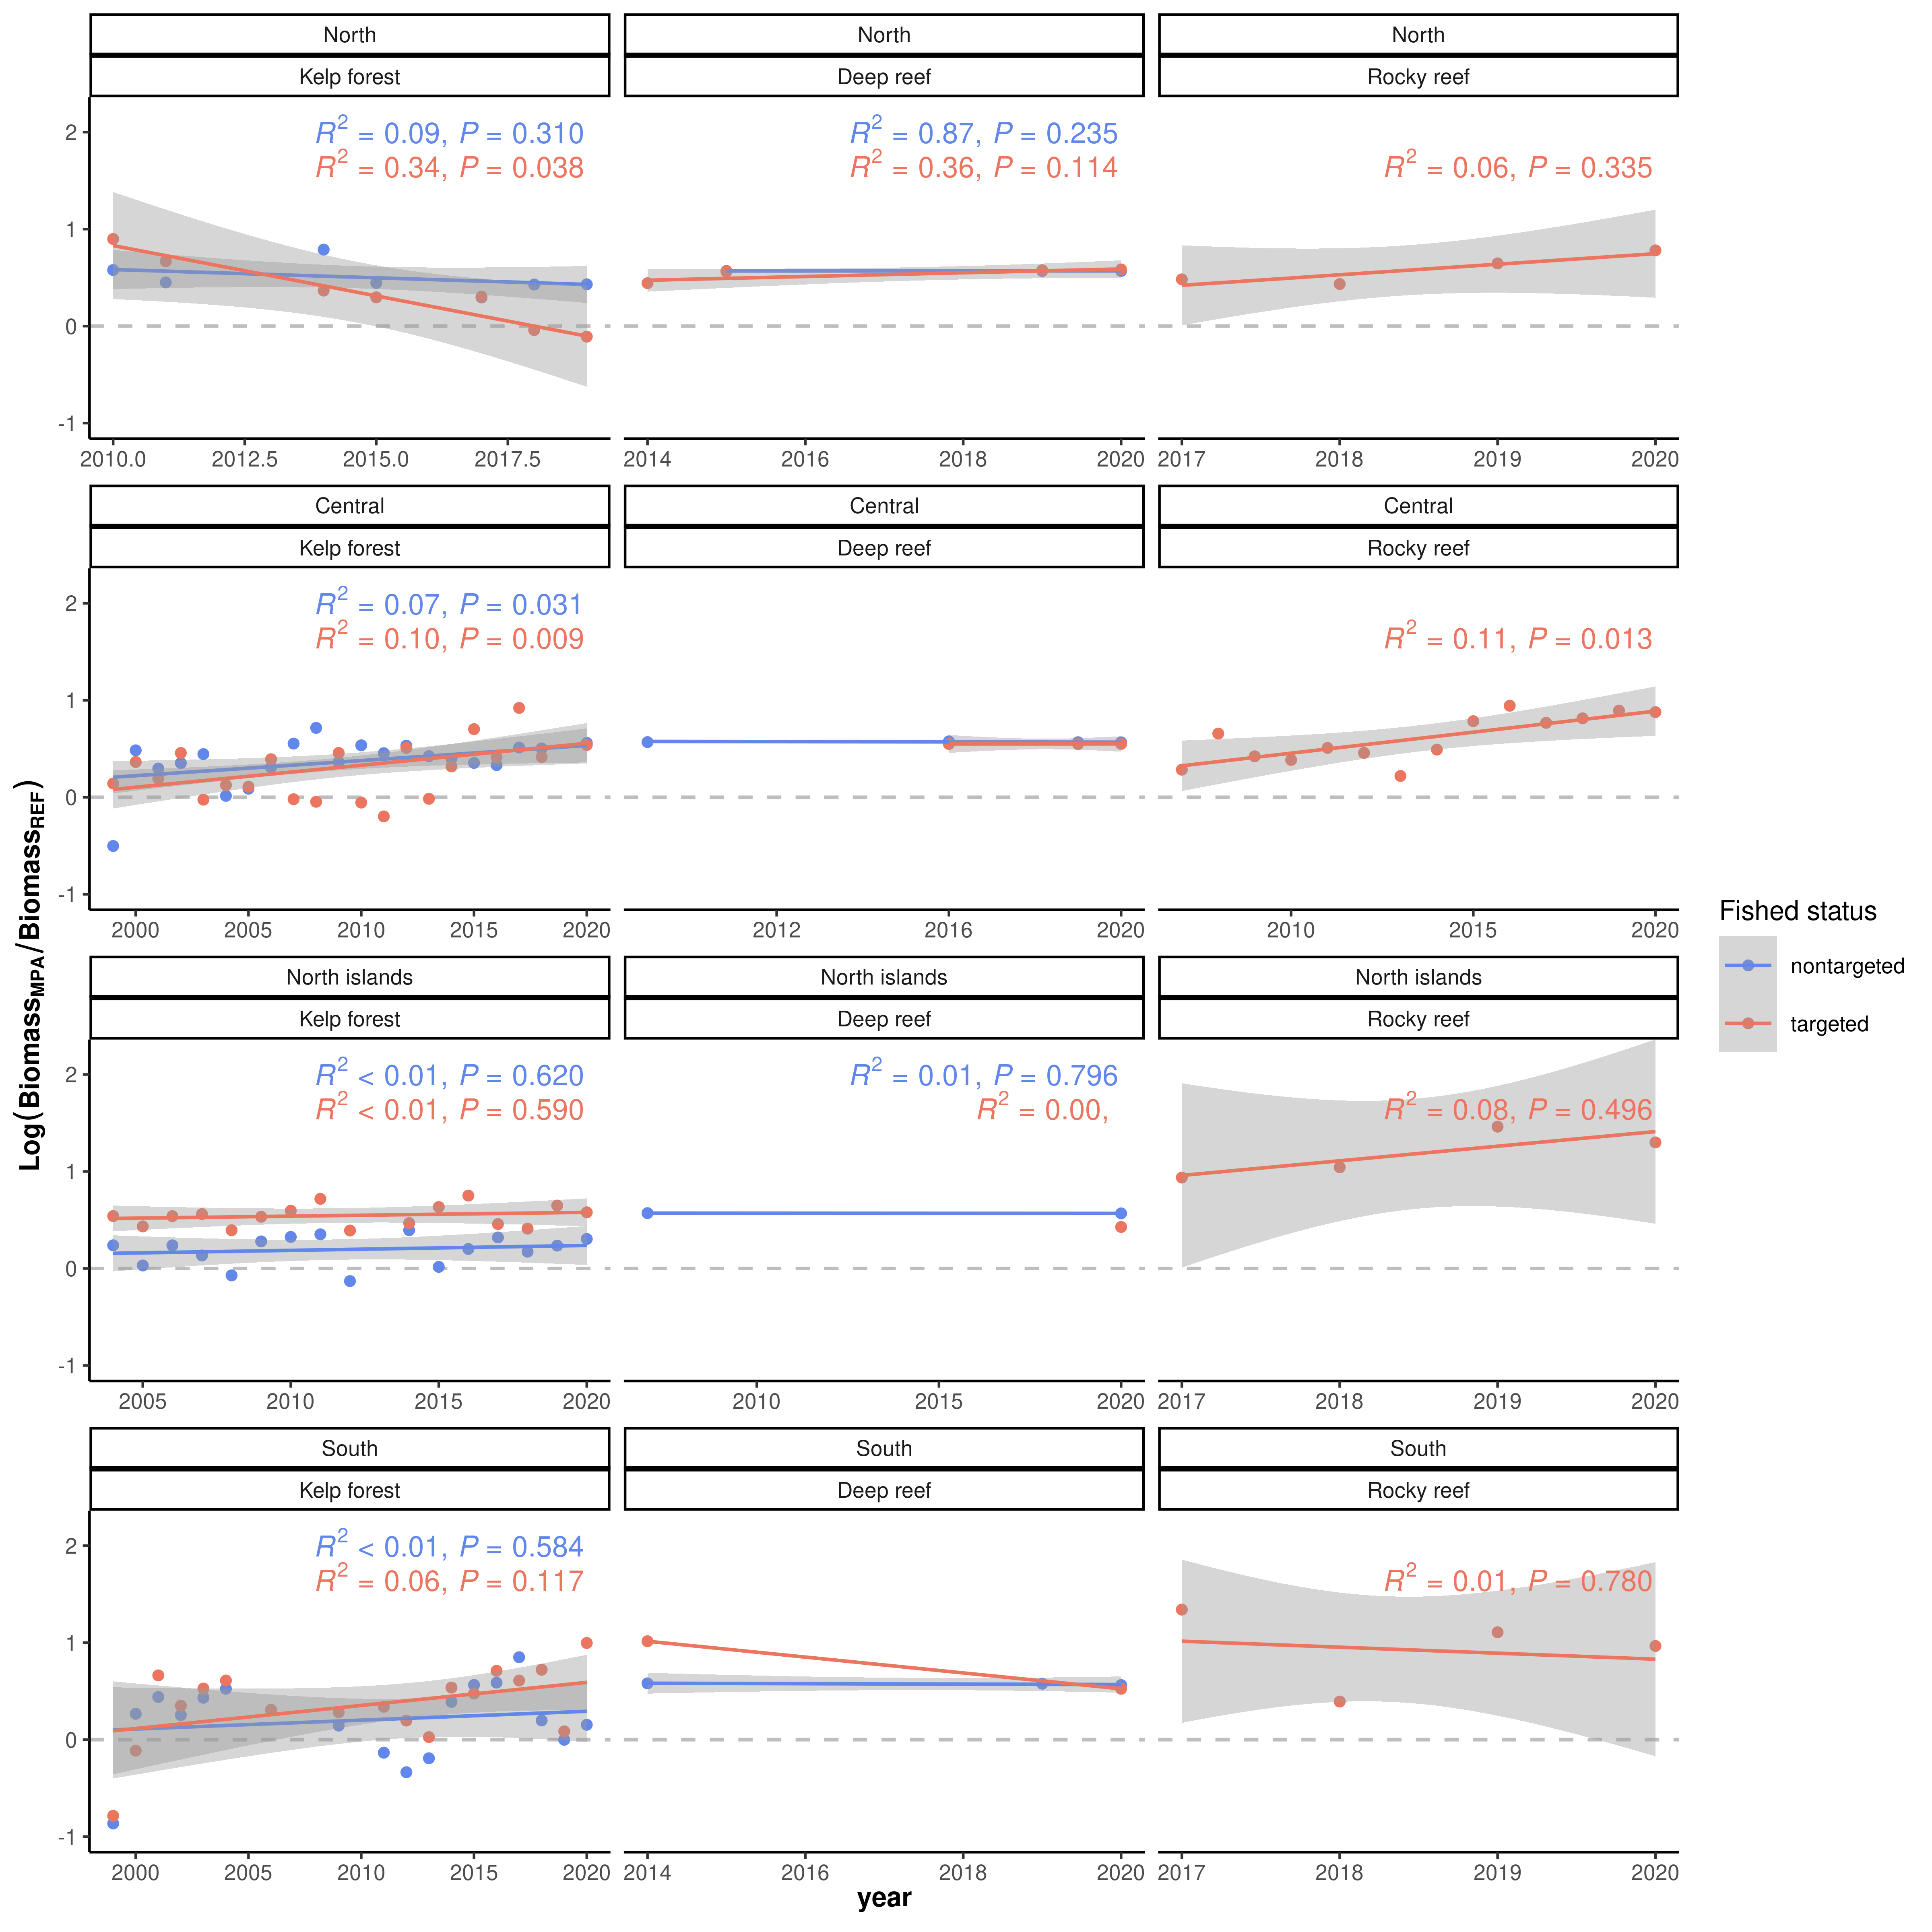 North North North
Kelp forest Deep reef Rocky reef
R² = 0.09, P = 0.310 R² = 0.87, P = 0.235
R² = 0.34, P = 0.038 R² = 0.36, P = 0.114 R² = 0.06, P = 0.335
2
1
0
-1
2010.0 2012.5 2015.0 2017.5 2014 2016 2018 2020 2017 2018 2019 2020
Central Central Central
Kelp forest Deep reef Rocky reef
R² = 0.07, P = 0.031
R² = 0.10, P = 0.009 R² = 0.11, P = 0.013
2
1
0
-1
2000 2005 2010 2015 2020 2012 2016 2020 2010 2015 2020
North islands North islands North islands
Kelp forest Deep reef Rocky reef
R² < 0.01, P = 0.620 R² = 0.01, P = 0.796
R² < 0.01, P = 0.590 R² = 0.00, R² = 0.08, P = 0.496
2
1
0
-1
2005 2010 2015 2020 2010 2015 2020 2017 2018 2019 2020
South South South
Kelp forest Deep reef Rocky reef
R² < 0.01, P = 0.584
R² = 0.06, P = 0.117 R² = 0.01, P = 0.780
2
1
0
-1
2000 2005 2010 2015 2020 2014 2016 2018 2020 2017 2018 2019 2020
year
Log(BiomassMPA/BiomassREF)
Fished status
nontargeted
targeted